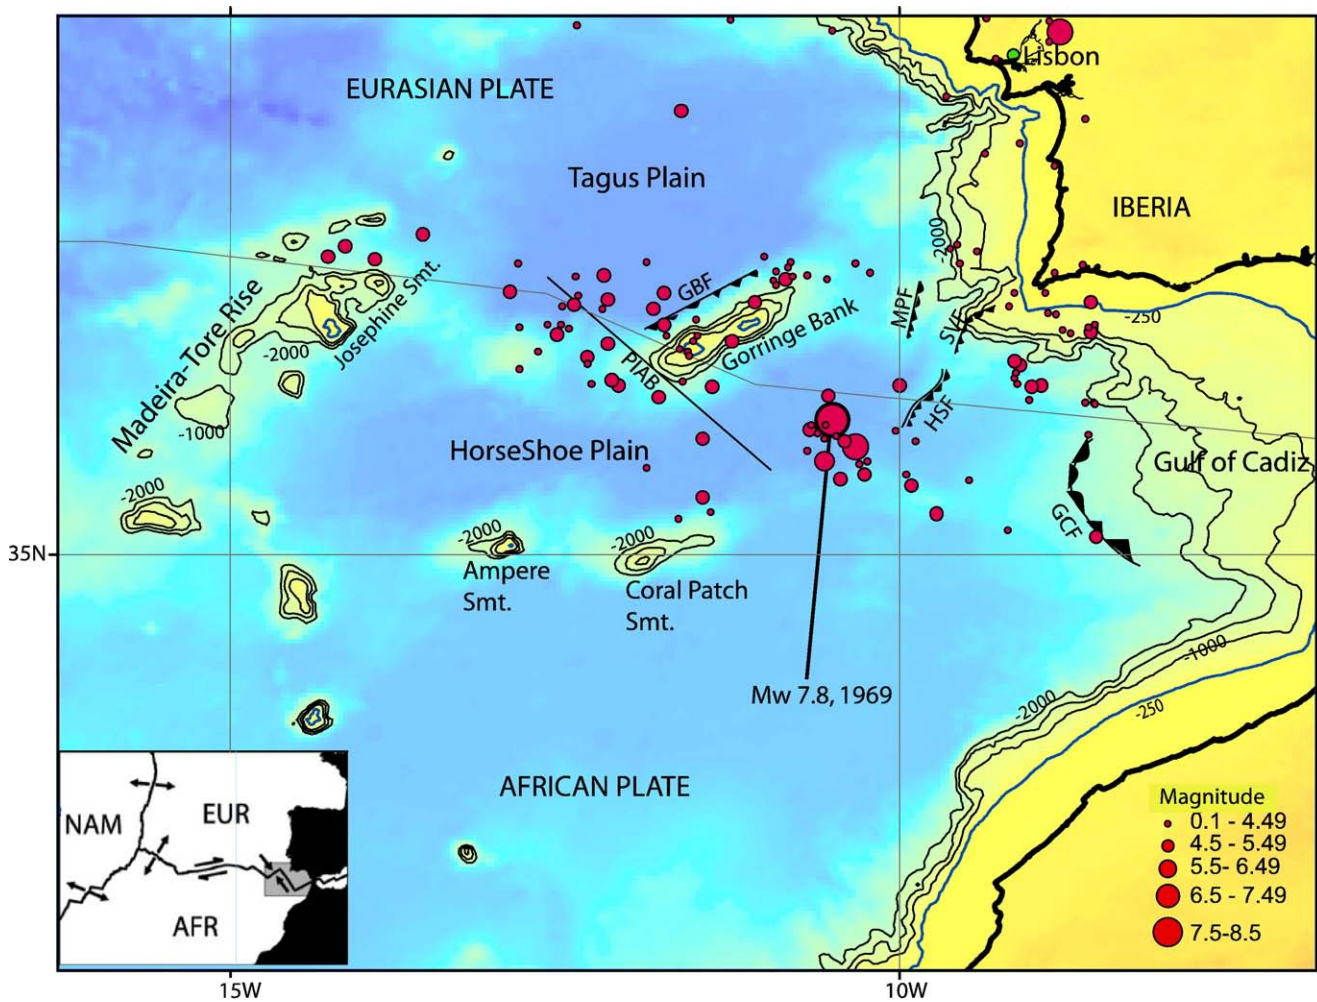 EURASIAN PLATE
Lisbon
Tagus Plain
IBERIA
-2000
Madeira-Tore Rise
Josephine Smt.
-2000
GBF
MPF
SVF
-250
Gorringe Bank
PIAB
HSF
-1000
HorseShoe Plain
Gulf of Cadiz
-2000
GCF
-2000
-2000
35N
Ampere
Smt.
Coral Patch
Smt.
-1000
Mw 7.8, 1969
-2000
-250
AFRICAN PLATE
NAM
EUR
AFR
Magnitude
0.1 - 4.49
4.5 - 5.49
5.5- 6.49
6.5 - 7.49
7.5-8.5
15W
10W